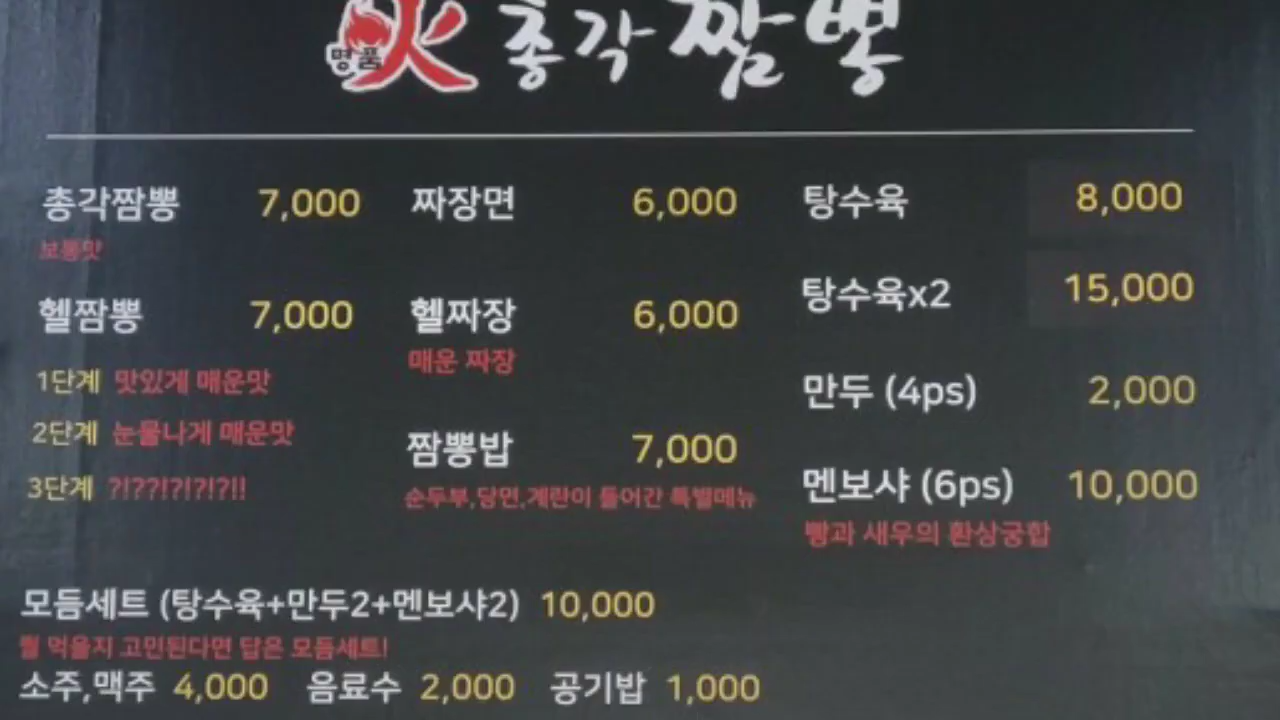 명품 火 총각짬뽕
총각짬뽕 7,000
보통맛
헬짬뽕 7,000
1단계 맛있게 매운맛
2단계 눈물나게 매운맛
3단계 ?!??!?!?!?!!
짜장면 6,000
헬짜장 6,000
매운 짜장
짬뽕밥 7,000
순두부,당면,계란이 들어간 특별메뉴
탕수육 8,000
탕수육x2 15,000
만두 (4ps) 2,000
멘보샤 (6ps) 10,000
빵과 새우의 환상궁합
모듬세트 (탕수육+만두2+멘보샤2) 10,000
뭘 먹을지 고민된다면 답은 모듬세트!
소주,맥주 4,000 음료수 2,000 공기밥 1,000